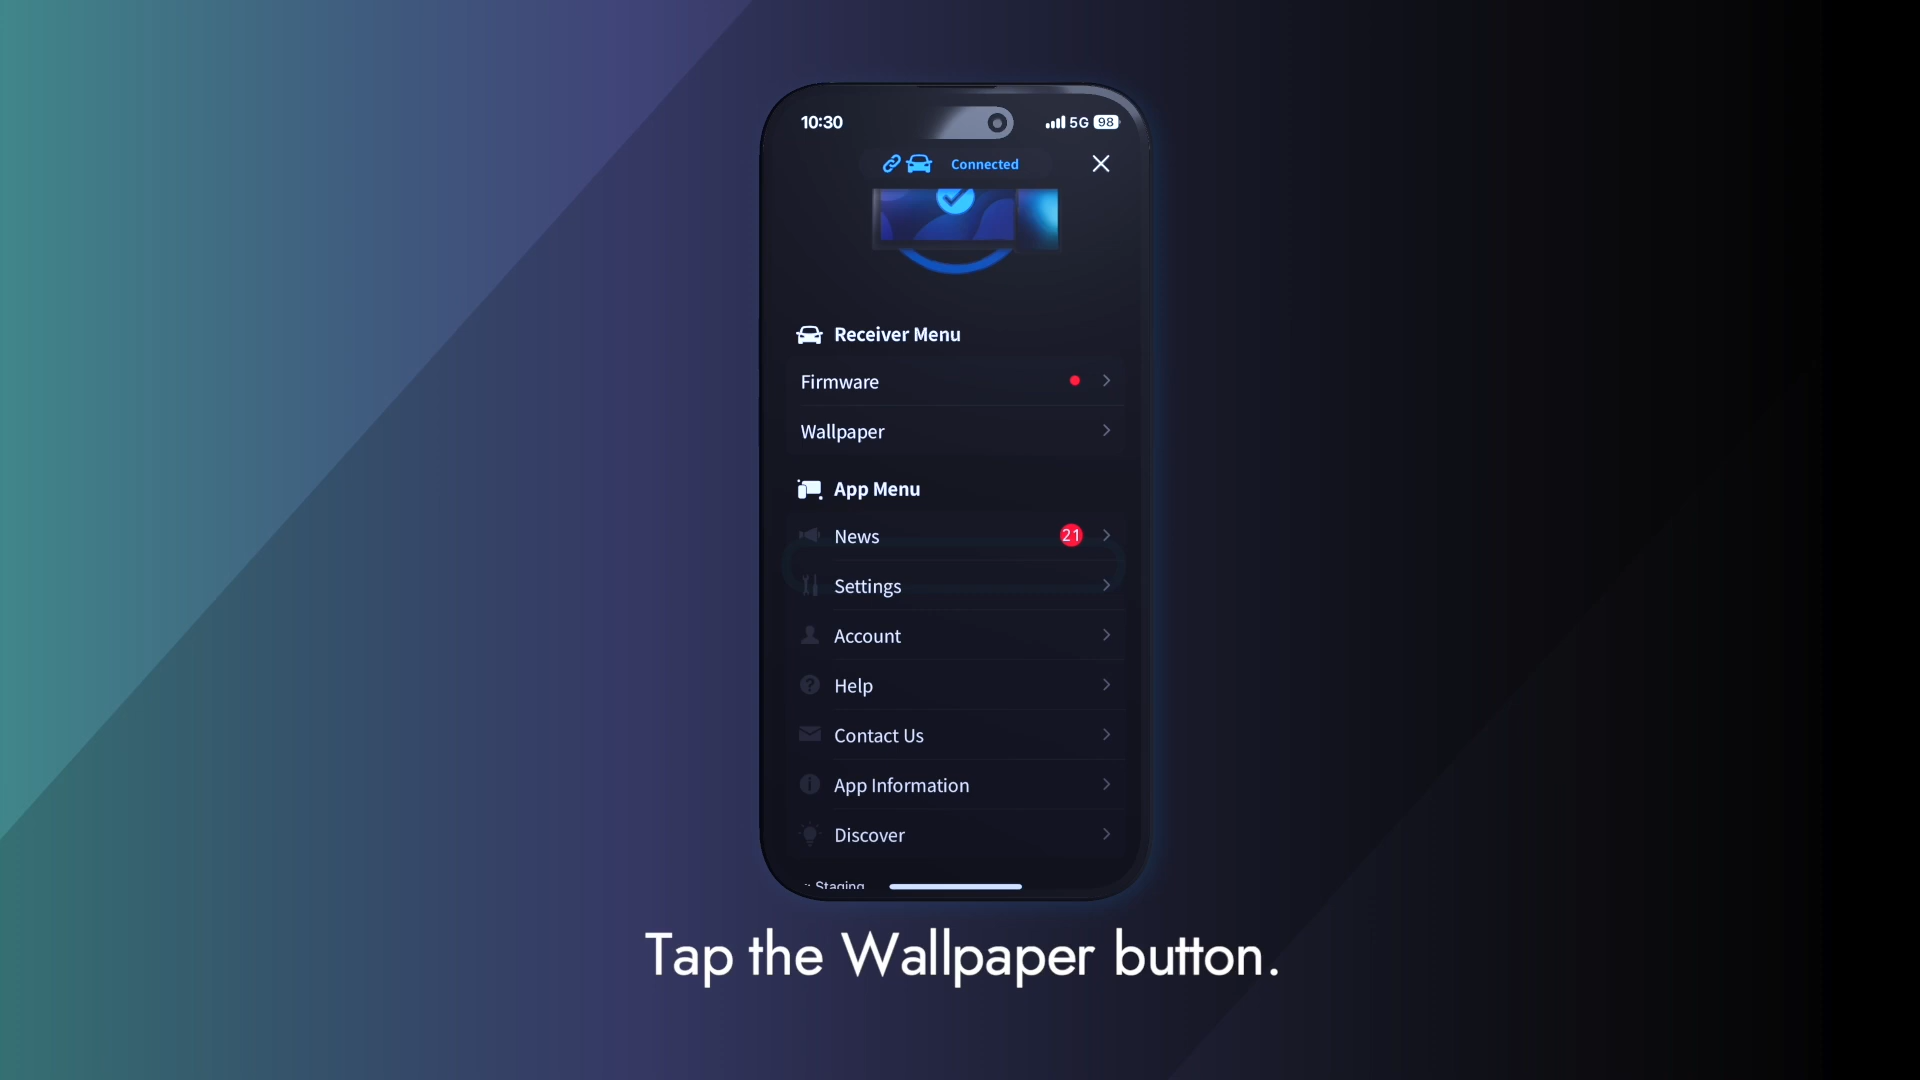 10:30
5G 98
Connected
Receiver Menu
Firmware
Wallpaper
App Menu
News 21
Settings
Account
Help
Contact Us
App Information
Discover
Staging
Tap the Wallpaper button.